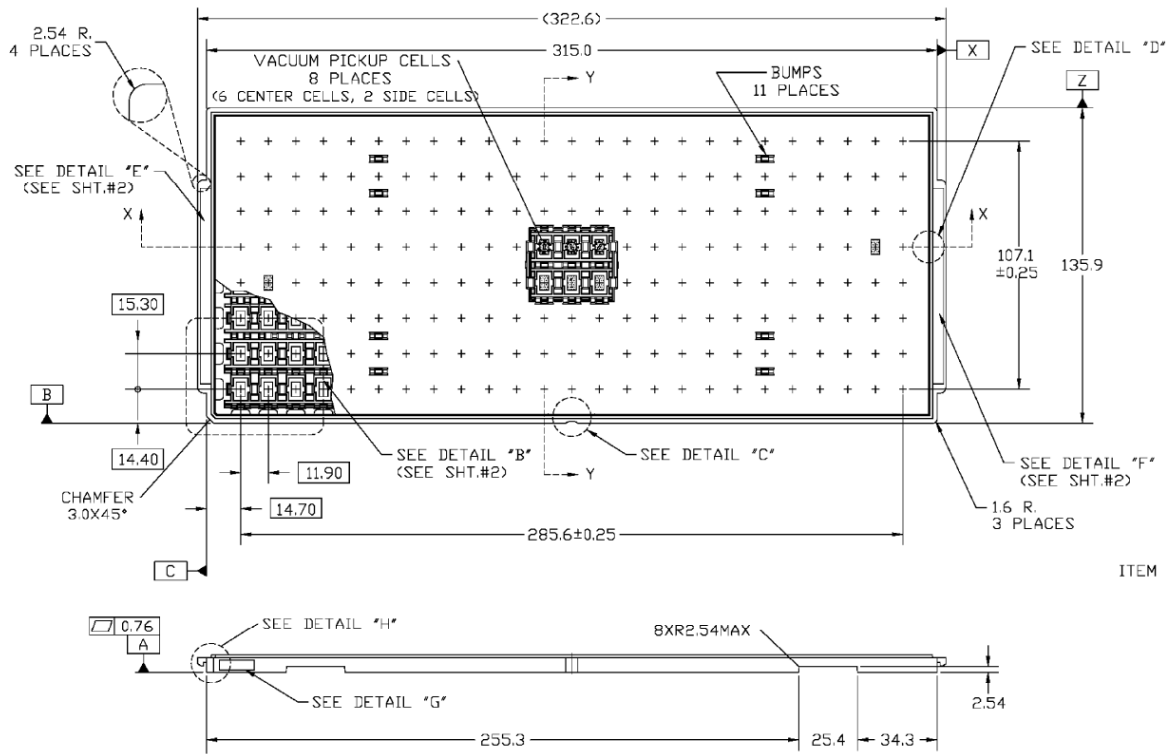 (322.6)
2.54 R.
4 PLACES
315.0
X
SEE DETAIL "D"
VACUUM PICKUP CELLS
8 PLACES
(6 CENTER CELLS, 2 SIDE CELLS)
Y
BUMPS
11 PLACES
Z
SEE DETAIL "E"
(SEE SHT.#2)
X
X
107.1
±0.25
135.9
15.30
B
14.40
SEE DETAIL "B"
(SEE SHT.#2)
SEE DETAIL "C"
SEE DETAIL "F"
(SEE SHT.#2)
11.90
Y
CHAMFER
3.0X45°
14.70
1.6 R.
3 PLACES
285.6±0.25
C
ITEM
0.76
A
SEE DETAIL "H"
8XR2.54MAX
SEE DETAIL "G"
2.54
255.3
25.4
34.3